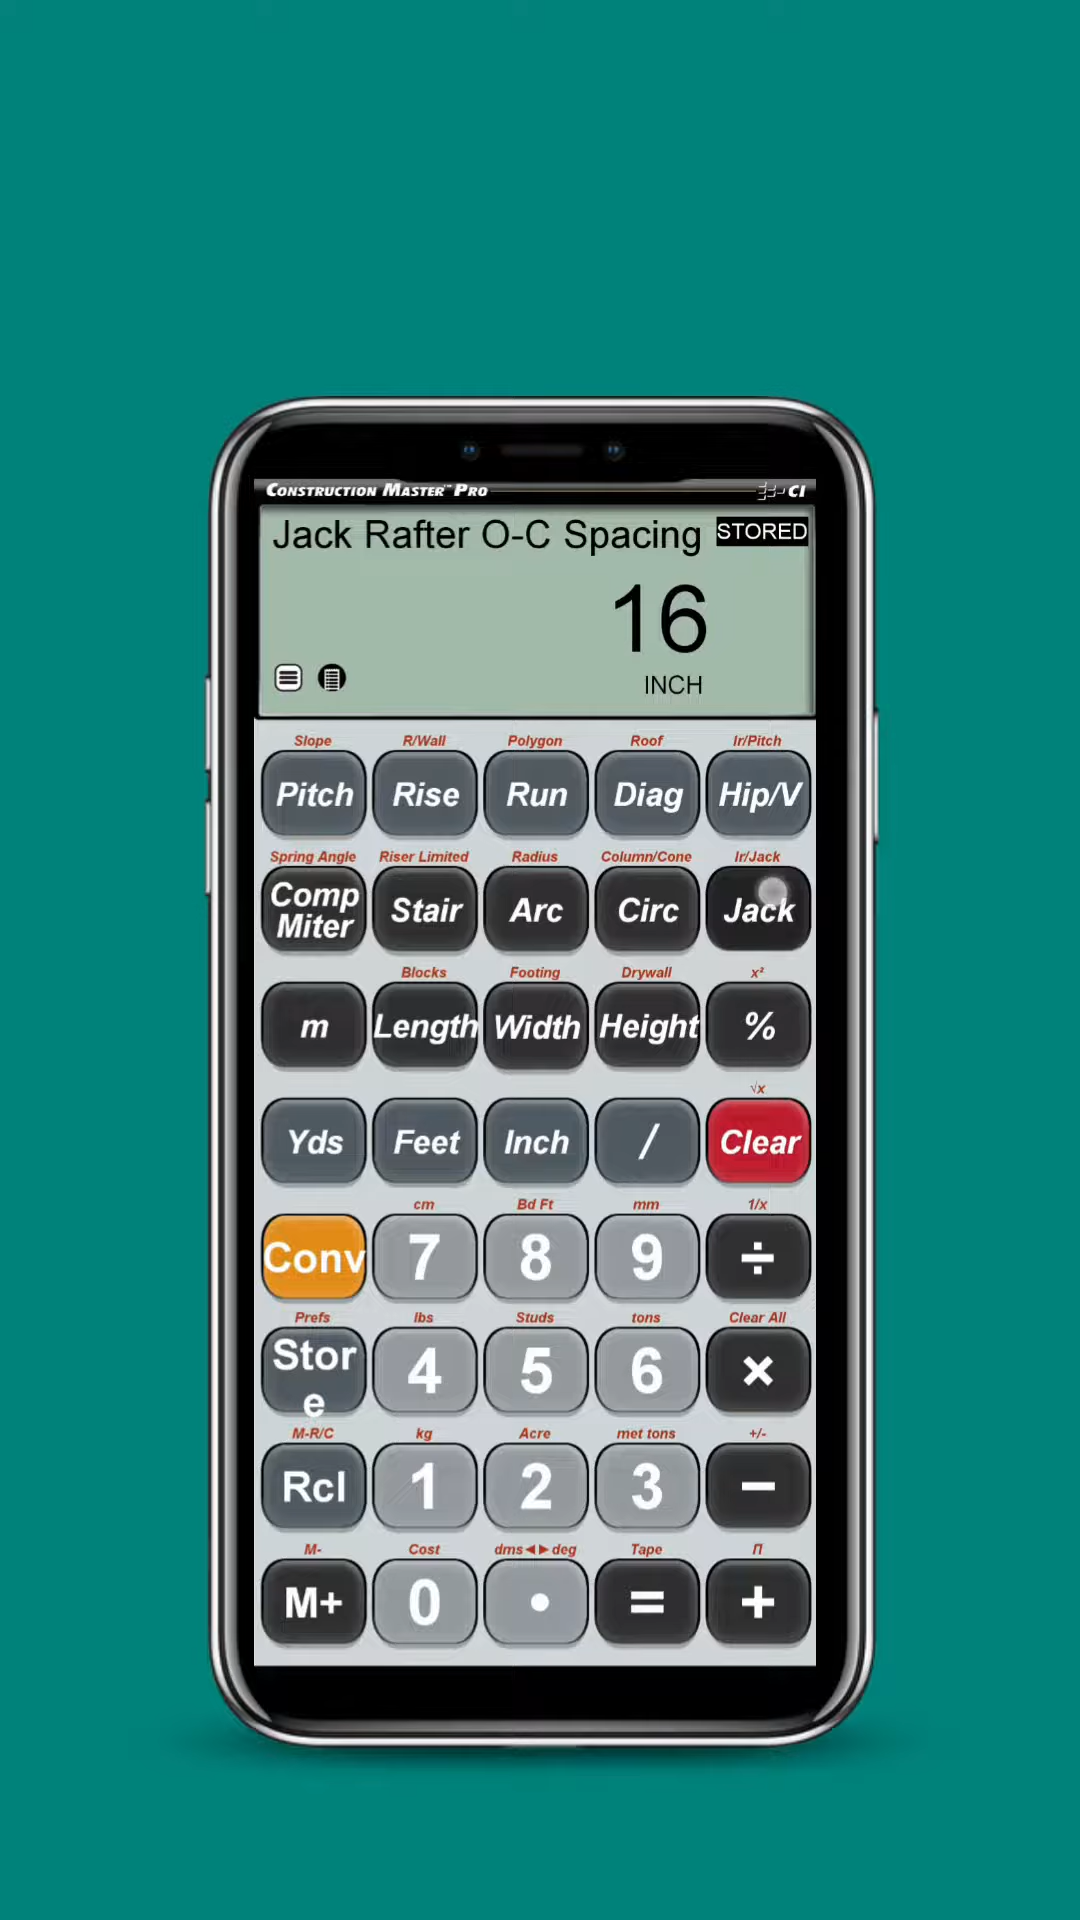 CONSTRUCTION MASTER™ PRO
CI
Jack Rafter O-C Spacing STORED
16
INCH
Slope R/Wall Polygon Roof Ir/Pitch
Pitch Rise Run Diag Hip/V
Spring Angle Riser Limited Radius Column/Cone Ir/Jack
Comp Miter Stair Arc Circ Jack
Blocks Footing Drywall x²
m Length Width Height %
√x
Yds Feet Inch / Clear
cm Bd Ft mm 1/x
Conv 7 8 9 ÷
Prefs lbs Studs tons Clear All
Store 4 5 6 ×
M-R/C kg Acre met tons +/-
Rcl 1 2 3 −
M- Cost dms◄►deg Tape Π
M+ 0 • = +